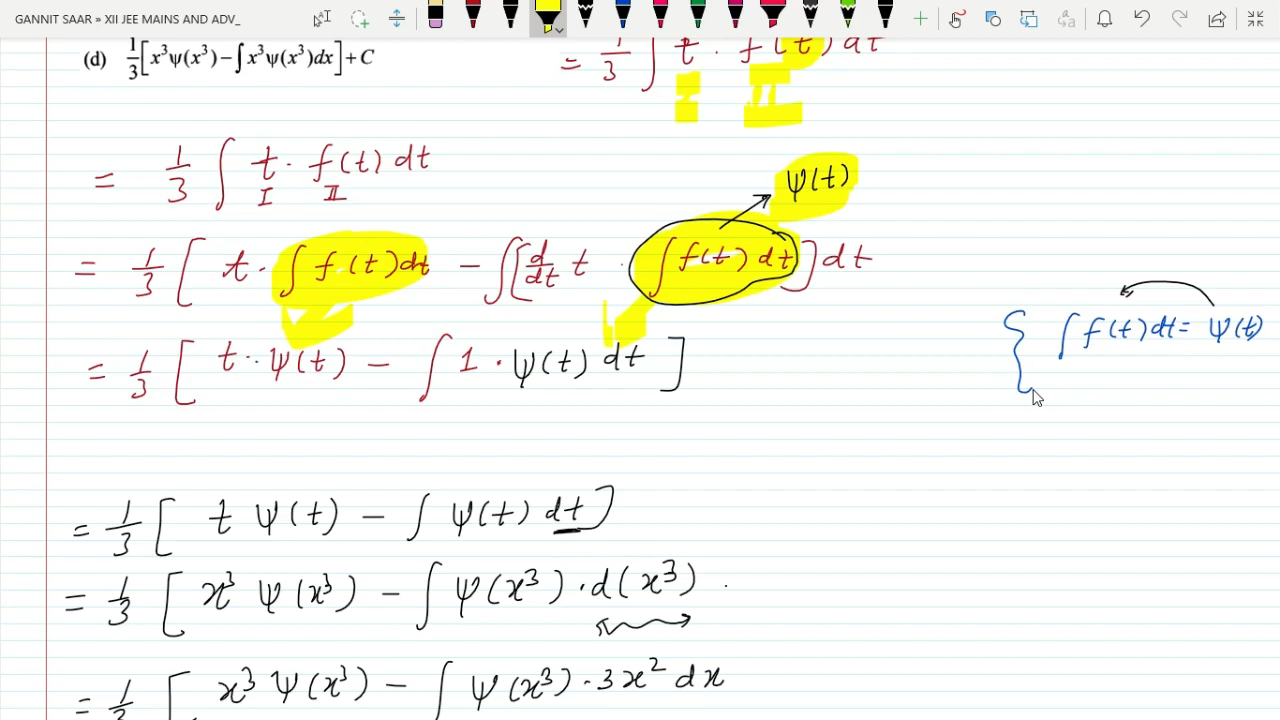 GANNIT SAAR » XII JEE MAINS AND ADV_
(d) 1/3[x³ψ(x³)−∫x³ψ(x³)dx]+C
= 1/3 ∫ t · f(t) dt
I II
= 1/3 ∫ t · f(t) dt
I II
ψ(t)
= 1/3 [ t · ∫ f(t)dt − ∫[d/dt t · ∫ f(t) dt] dt
{ ∫ f(t)dt = ψ(t)
= 1/3 [ t · ψ(t) − ∫ 1 · ψ(t) dt ]
= 1/3 [ t ψ(t) − ∫ ψ(t) dt]
= 1/3 [ x³ ψ(x³) − ∫ ψ(x³) · d(x³)
= 1/3 [ x³ ψ(x³) − ∫ ψ(x³) · 3x² dx